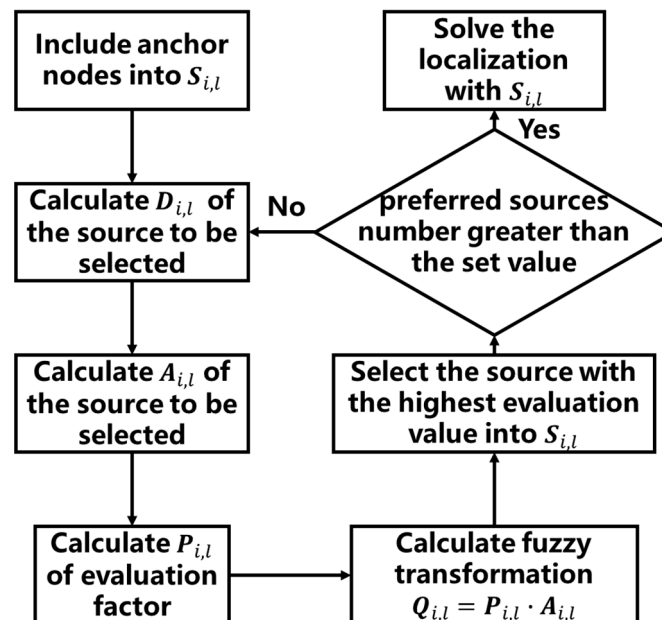 Include anchor
nodes into S_{i,l}
Calculate D_{i,l} of
the source to be
selected
Calculate A_{i,l} of
the source to be
selected
Calculate P_{i,l}
of evaluation
factor
Calculate fuzzy
transformation
Q_{i,l} = P_{i,l} · A_{i,l}
Select the source with
the highest evaluation
value into S_{i,l}
preferred sources
number greater than
the set value
No
Yes
Solve the
localization
with S_{i,l}